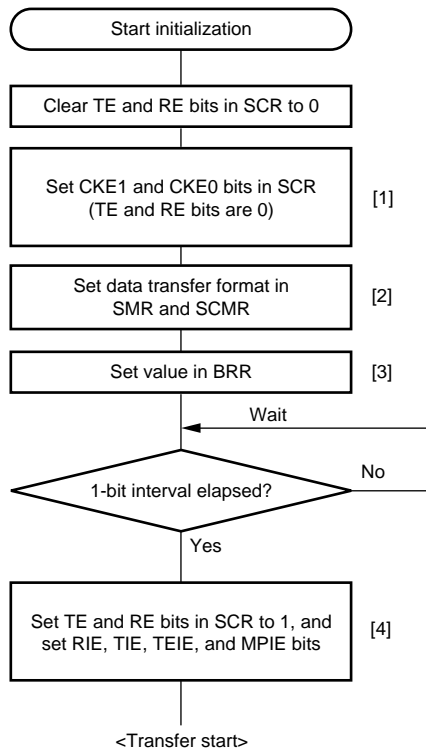 Start initialization
Clear TE and RE bits in SCR to 0
Set CKE1 and CKE0 bits in SCR
(TE and RE bits are 0)
[1]
Set data transfer format in
SMR and SCMR
[2]
Set value in BRR
[3]
Wait
1-bit interval elapsed?
No
Yes
Set TE and RE bits in SCR to 1, and
set RIE, TIE, TEIE, and MPIE bits
[4]
<Transfer start>